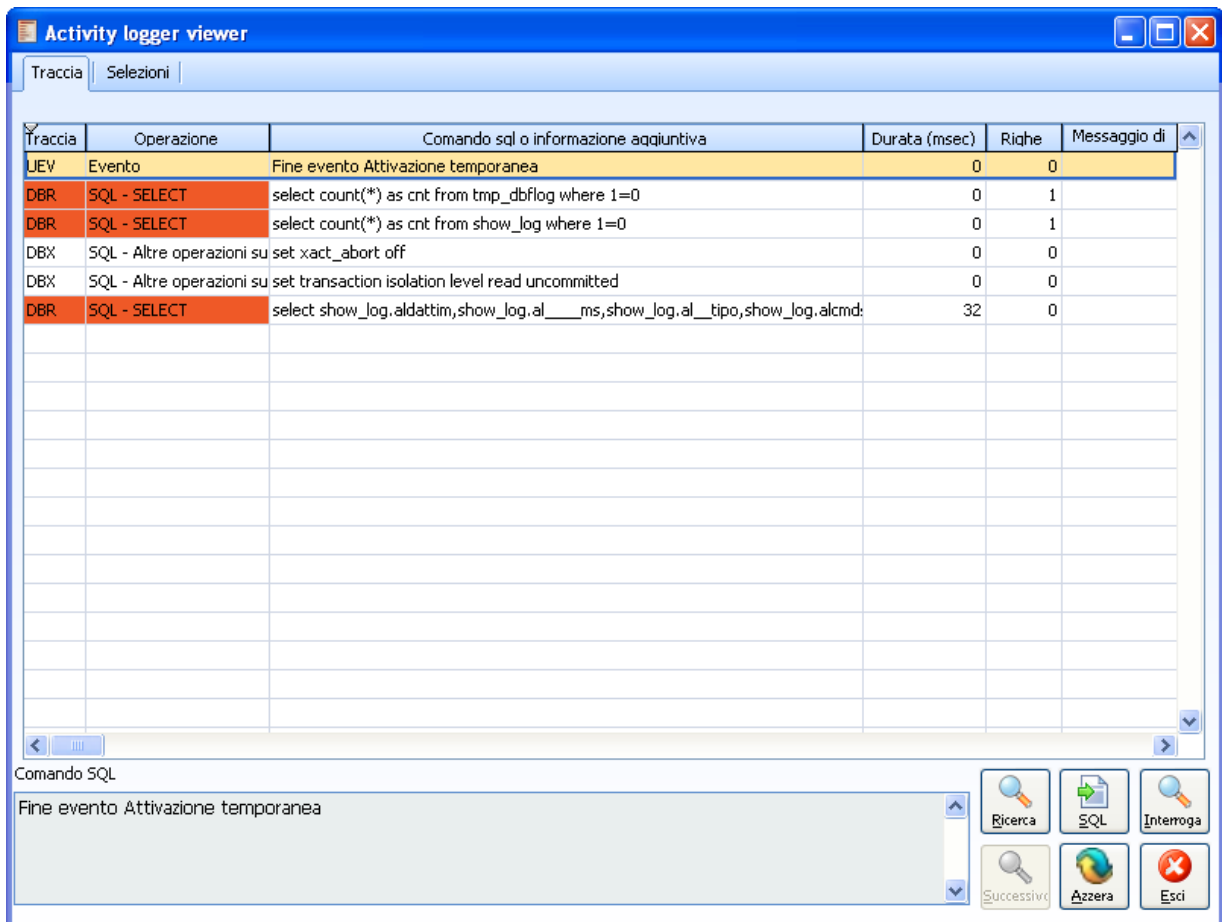 Activity logger viewer
Traccia Selezioni
Traccia Operazione Comando sql o informazione aggiuntiva Durata (msec) Righe Messaggio di
UEV Evento Fine evento Attivazione temporanea 0 0
DBR SQL - SELECT select count(*) as cnt from tmp_dbflog where 1=0 0 1
DBR SQL - SELECT select count(*) as cnt from show_log where 1=0 0 1
DBX SQL - Altre operazioni su set xact_abort off 0 0
DBX SQL - Altre operazioni su set transaction isolation level read uncommitted 0 0
DBR SQL - SELECT select show_log.aldattim,show_log.al____ms,show_log.al__tipo,show_log.alcmd 32 0
Comando SQL
Fine evento Attivazione temporanea
Ricerca SQL Interroga
Successivo Azzera Esci